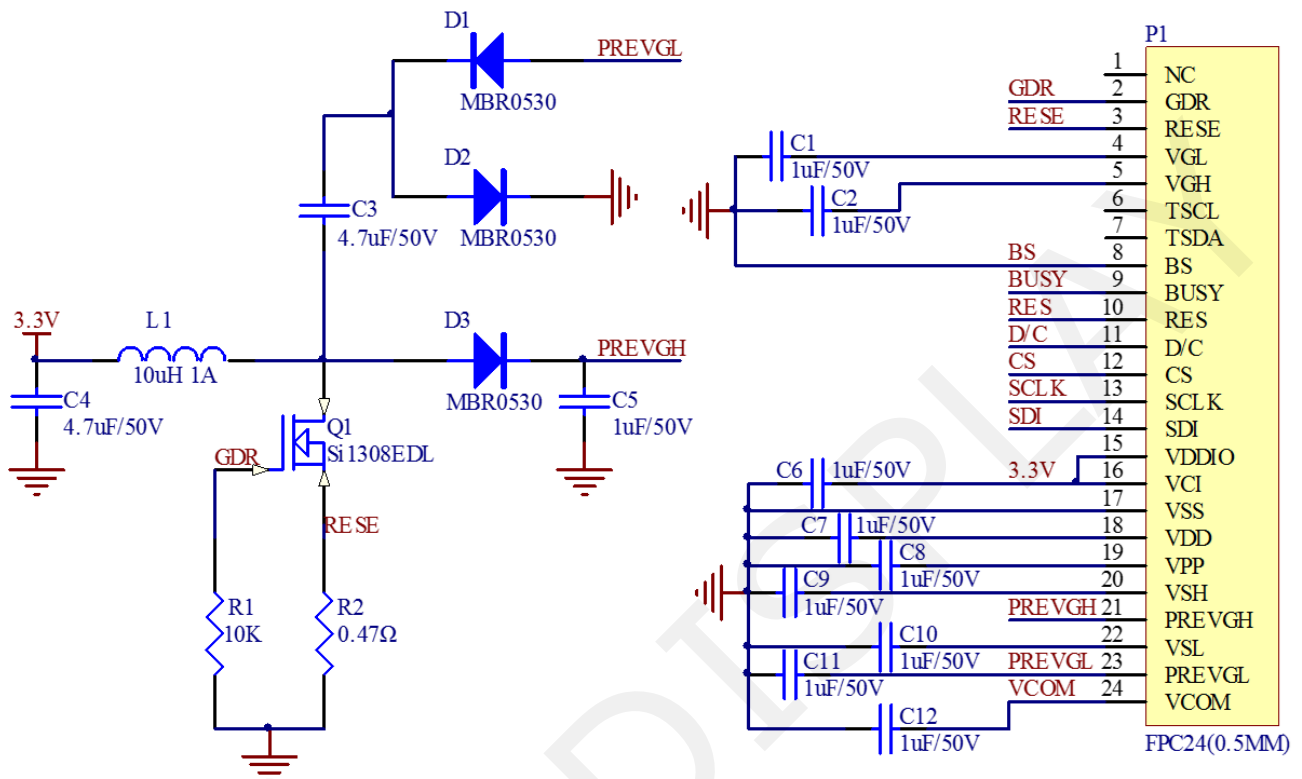 D1
PREVGL
MBR0530
D2
MBR0530
C3
4.7uF/50V
3.3V
L1
10uH 1A
D3
PREVGH
MBR0530
C4
4.7uF/50V
C5
1uF/50V
Q1
Si1308EDL
GDR
RESE
R1
10K
R2
0.47Ω
P1
1 NC
GDR 2 GDR
RESE 3 RESE
C1
1uF/50V
4 VGL
5 VGH
C2
1uF/50V
6 TSCL
7 TSDA
BS 8 BS
BUSY 9 BUSY
RES 10 RES
D/C 11 D/C
CS 12 CS
SCLK 13 SCLK
SDI 14 SDI
15 VDDIO
C6 1uF/50V 3.3V 16 VCI
17 VSS
C7 1uF/50V 18 VDD
C8
1uF/50V
19 VPP
C9
1uF/50V
20 VSH
PREVGH 21 PREVGH
C10
1uF/50V
22 VSL
C11
1uF/50V
PREVGL 23 PREVGL
VCOM 24 VCOM
C12
1uF/50V
FPC24(0.5MM)
DISPLAY